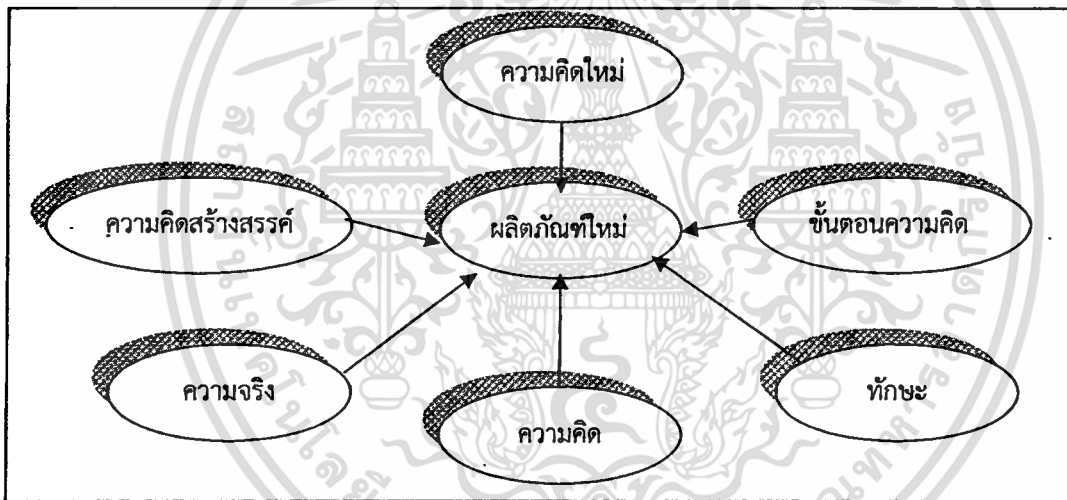 ความคิดใหม่
ความคิดสร้างสรรค์
ผลิตภัณฑ์ใหม่
ขั้นตอนความคิด
ความจริง
ความคิด
ทักษะ